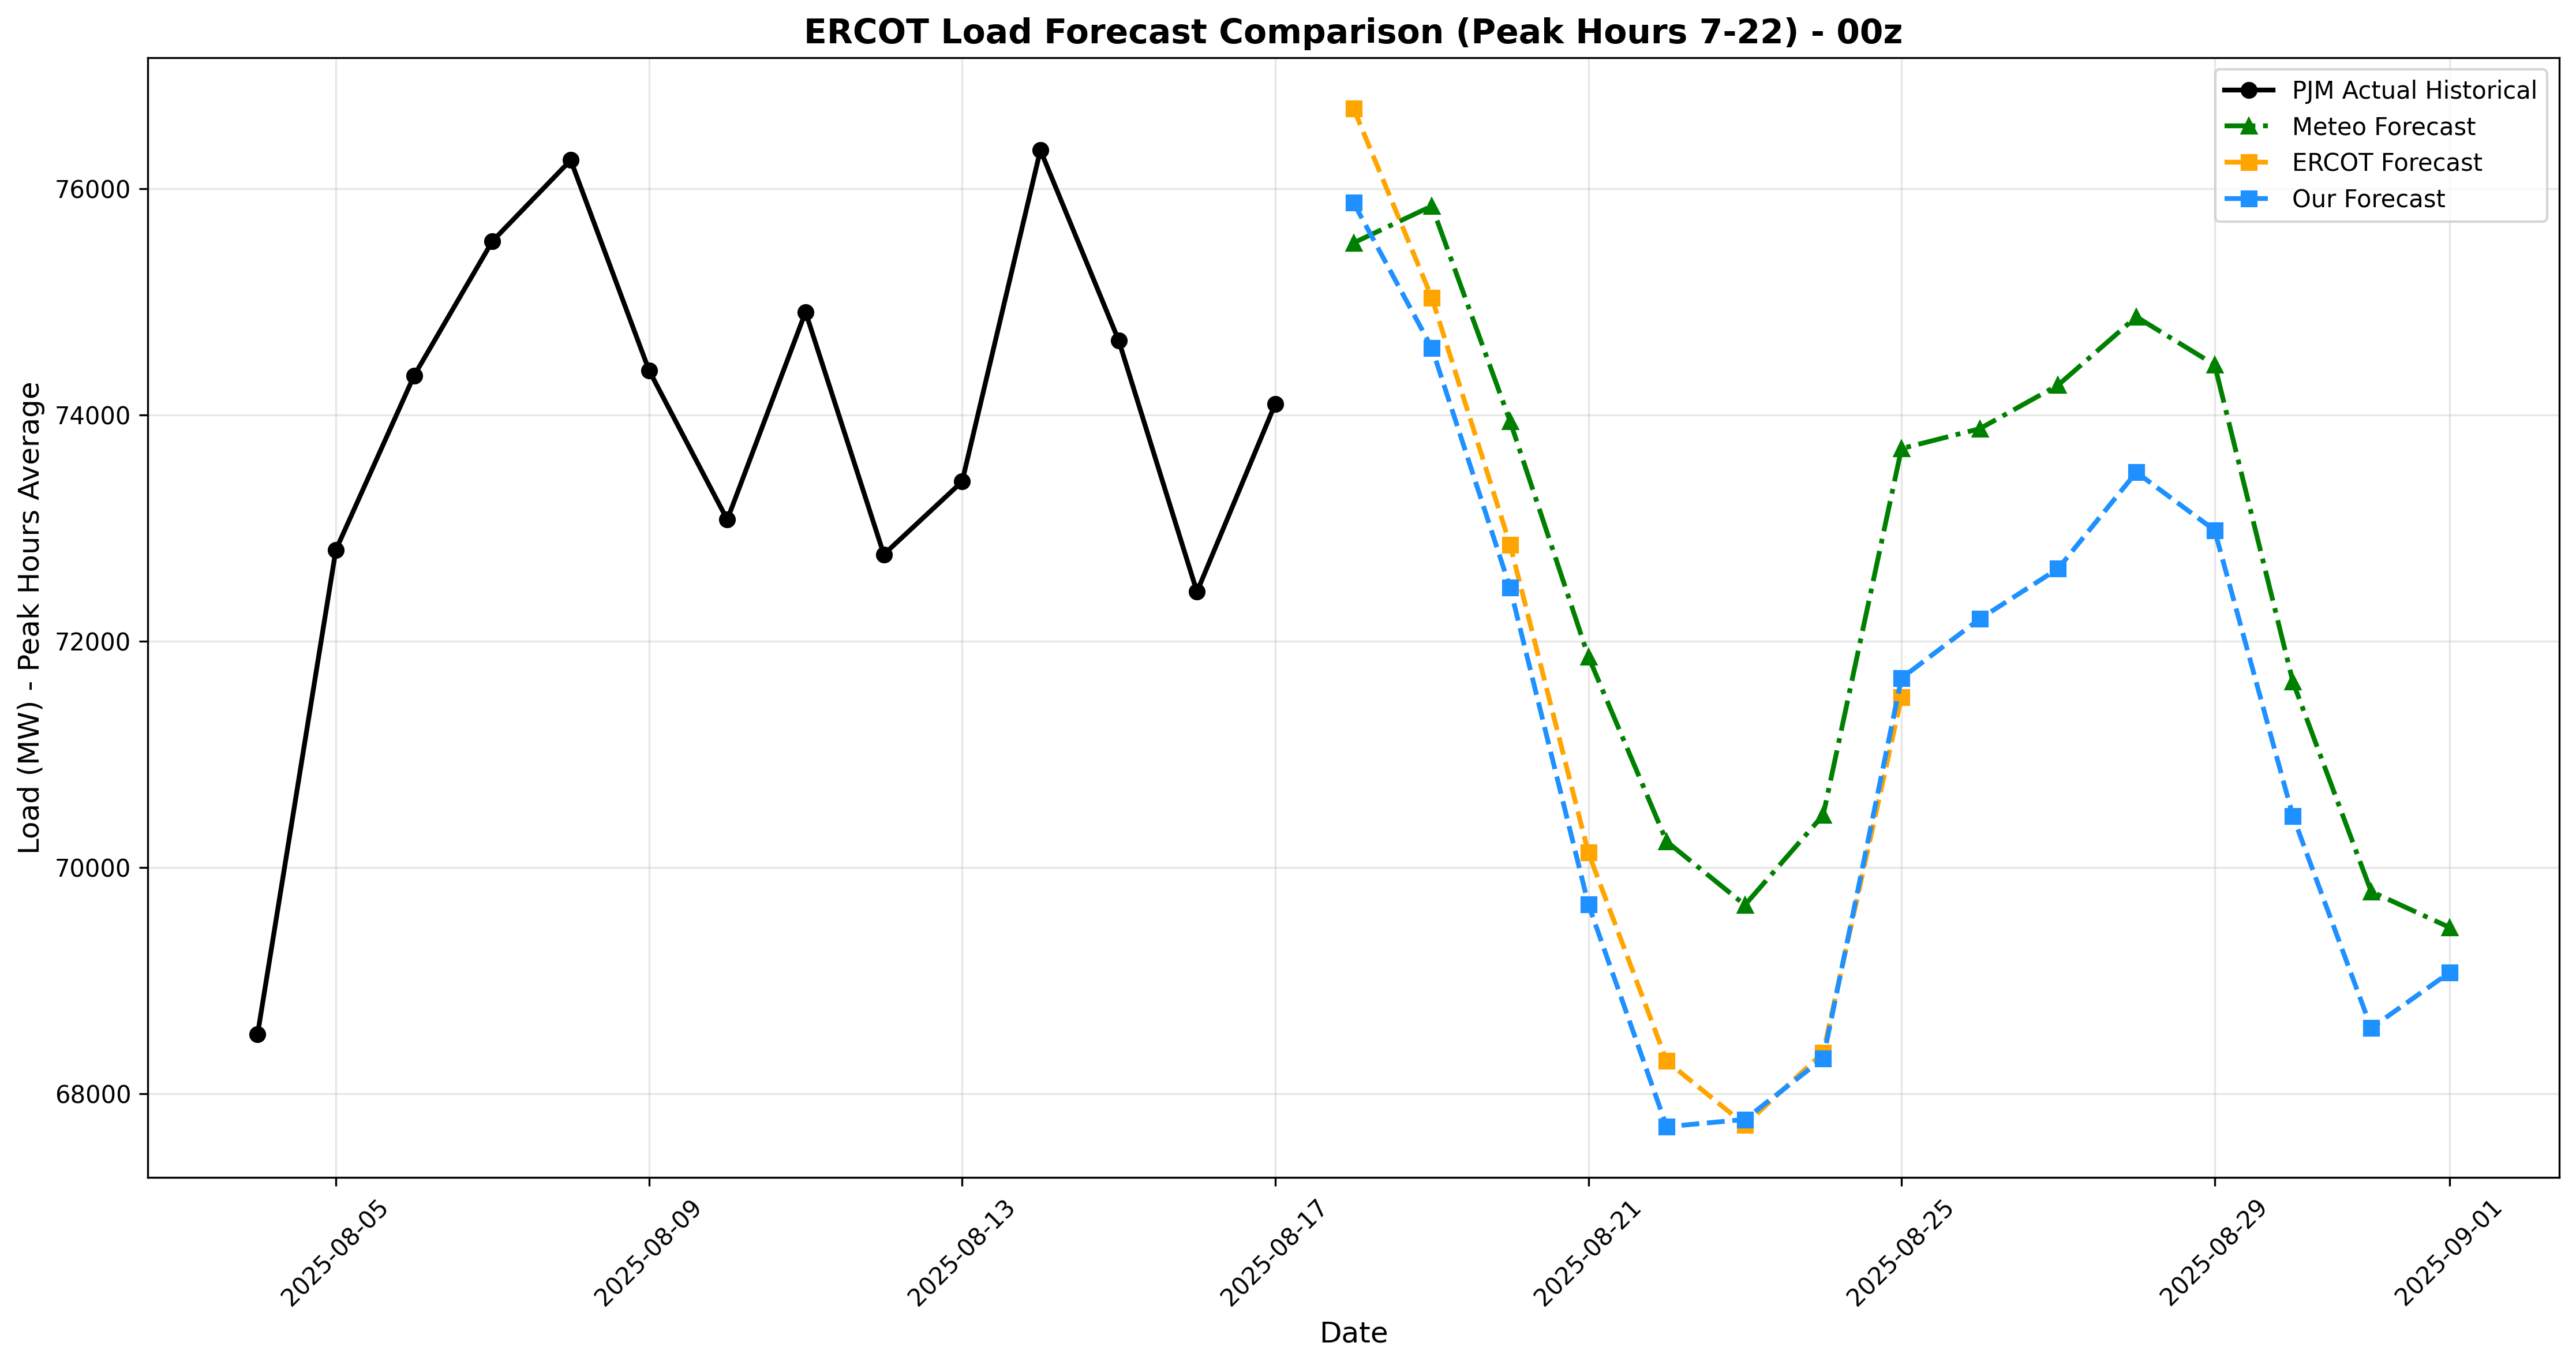 ERCOT Load Forecast Comparison (Peak Hours 7-22) - 00z
PJM Actual Historical
Meteo Forecast
ERCOT Forecast
Our Forecast
Load (MW) - Peak Hours Average
76000
74000
72000
70000
68000
2025-08-05
2025-08-09
2025-08-13
2025-08-17
2025-08-21
2025-08-25
2025-08-29
2025-09-01
Date